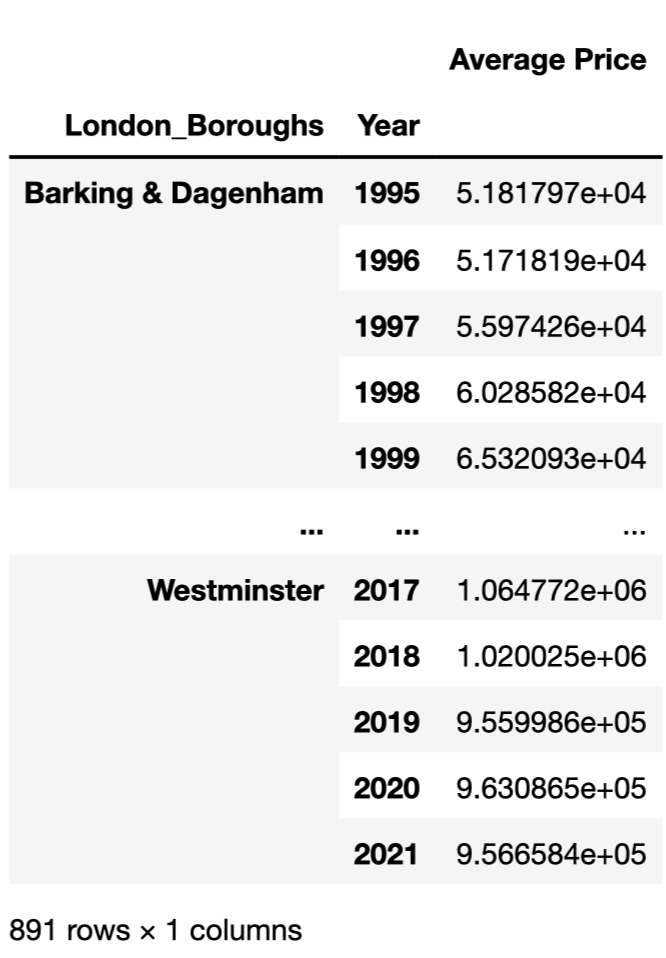 Average Price
London_Boroughs Year
Barking & Dagenham 1995 5.181797e+04
1996 5.171819e+04
1997 5.597426e+04
1998 6.028582e+04
1999 6.532093e+04
... ... ...
Westminster 2017 1.064772e+06
2018 1.020025e+06
2019 9.559986e+05
2020 9.630865e+05
2021 9.566584e+05
891 rows × 1 columns